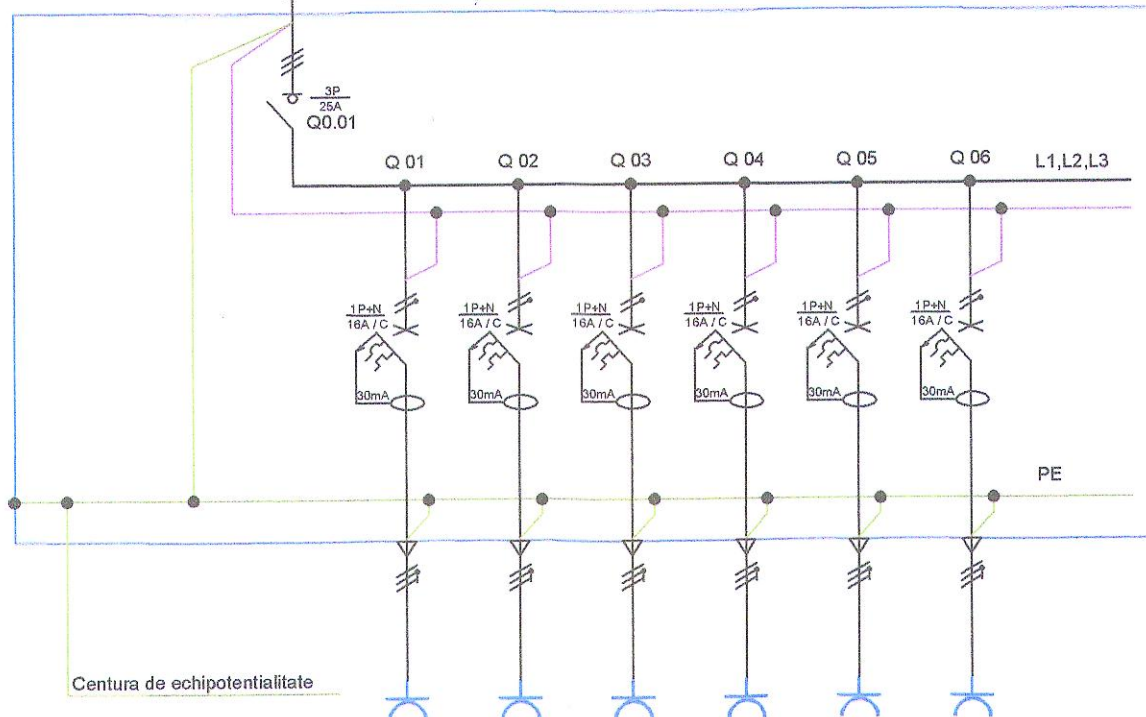 3P
25A
Q0.01
Q 01
Q 02
Q 03
Q 04
Q 05
Q 06
L1,L2,L3
1P+N
16A / C
1P+N
16A / C
1P+N
16A / C
1P+N
16A / C
1P+N
16A / C
1P+N
16A / C
30mA
30mA
30mA
30mA
30mA
30mA
PE
Centura de echipotentialitate